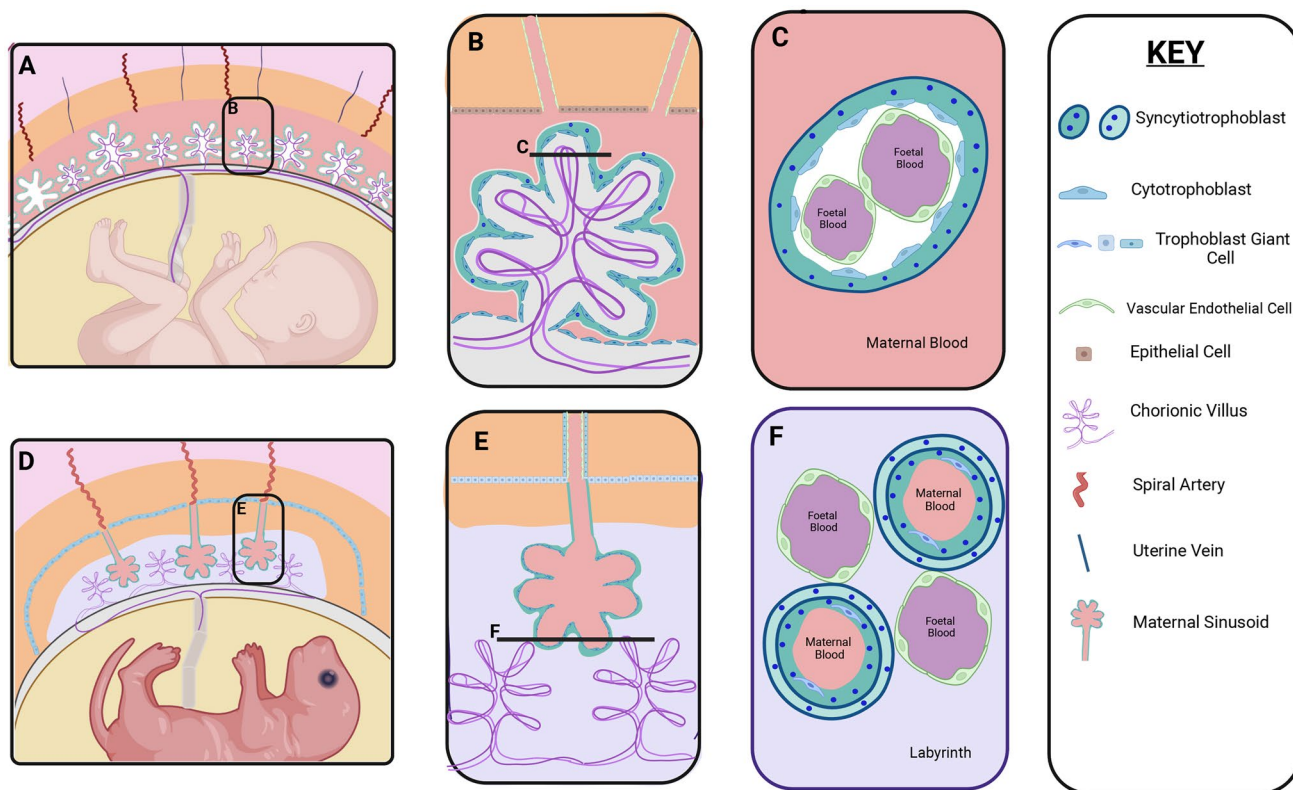 A
B
B
C
C
Foetal
Blood
Foetal
Blood
Maternal Blood
D
E
E
F
F
Foetal
Blood
Maternal
Blood
Maternal
Blood
Foetal
Blood
Labyrinth
KEY
Syncytiotrophoblast
Cytotrophoblast
Trophoblast Giant
Cell
Vascular Endothelial Cell
Epithelial Cell
Chorionic Villus
Spiral Artery
Uterine Vein
Maternal Sinusoid